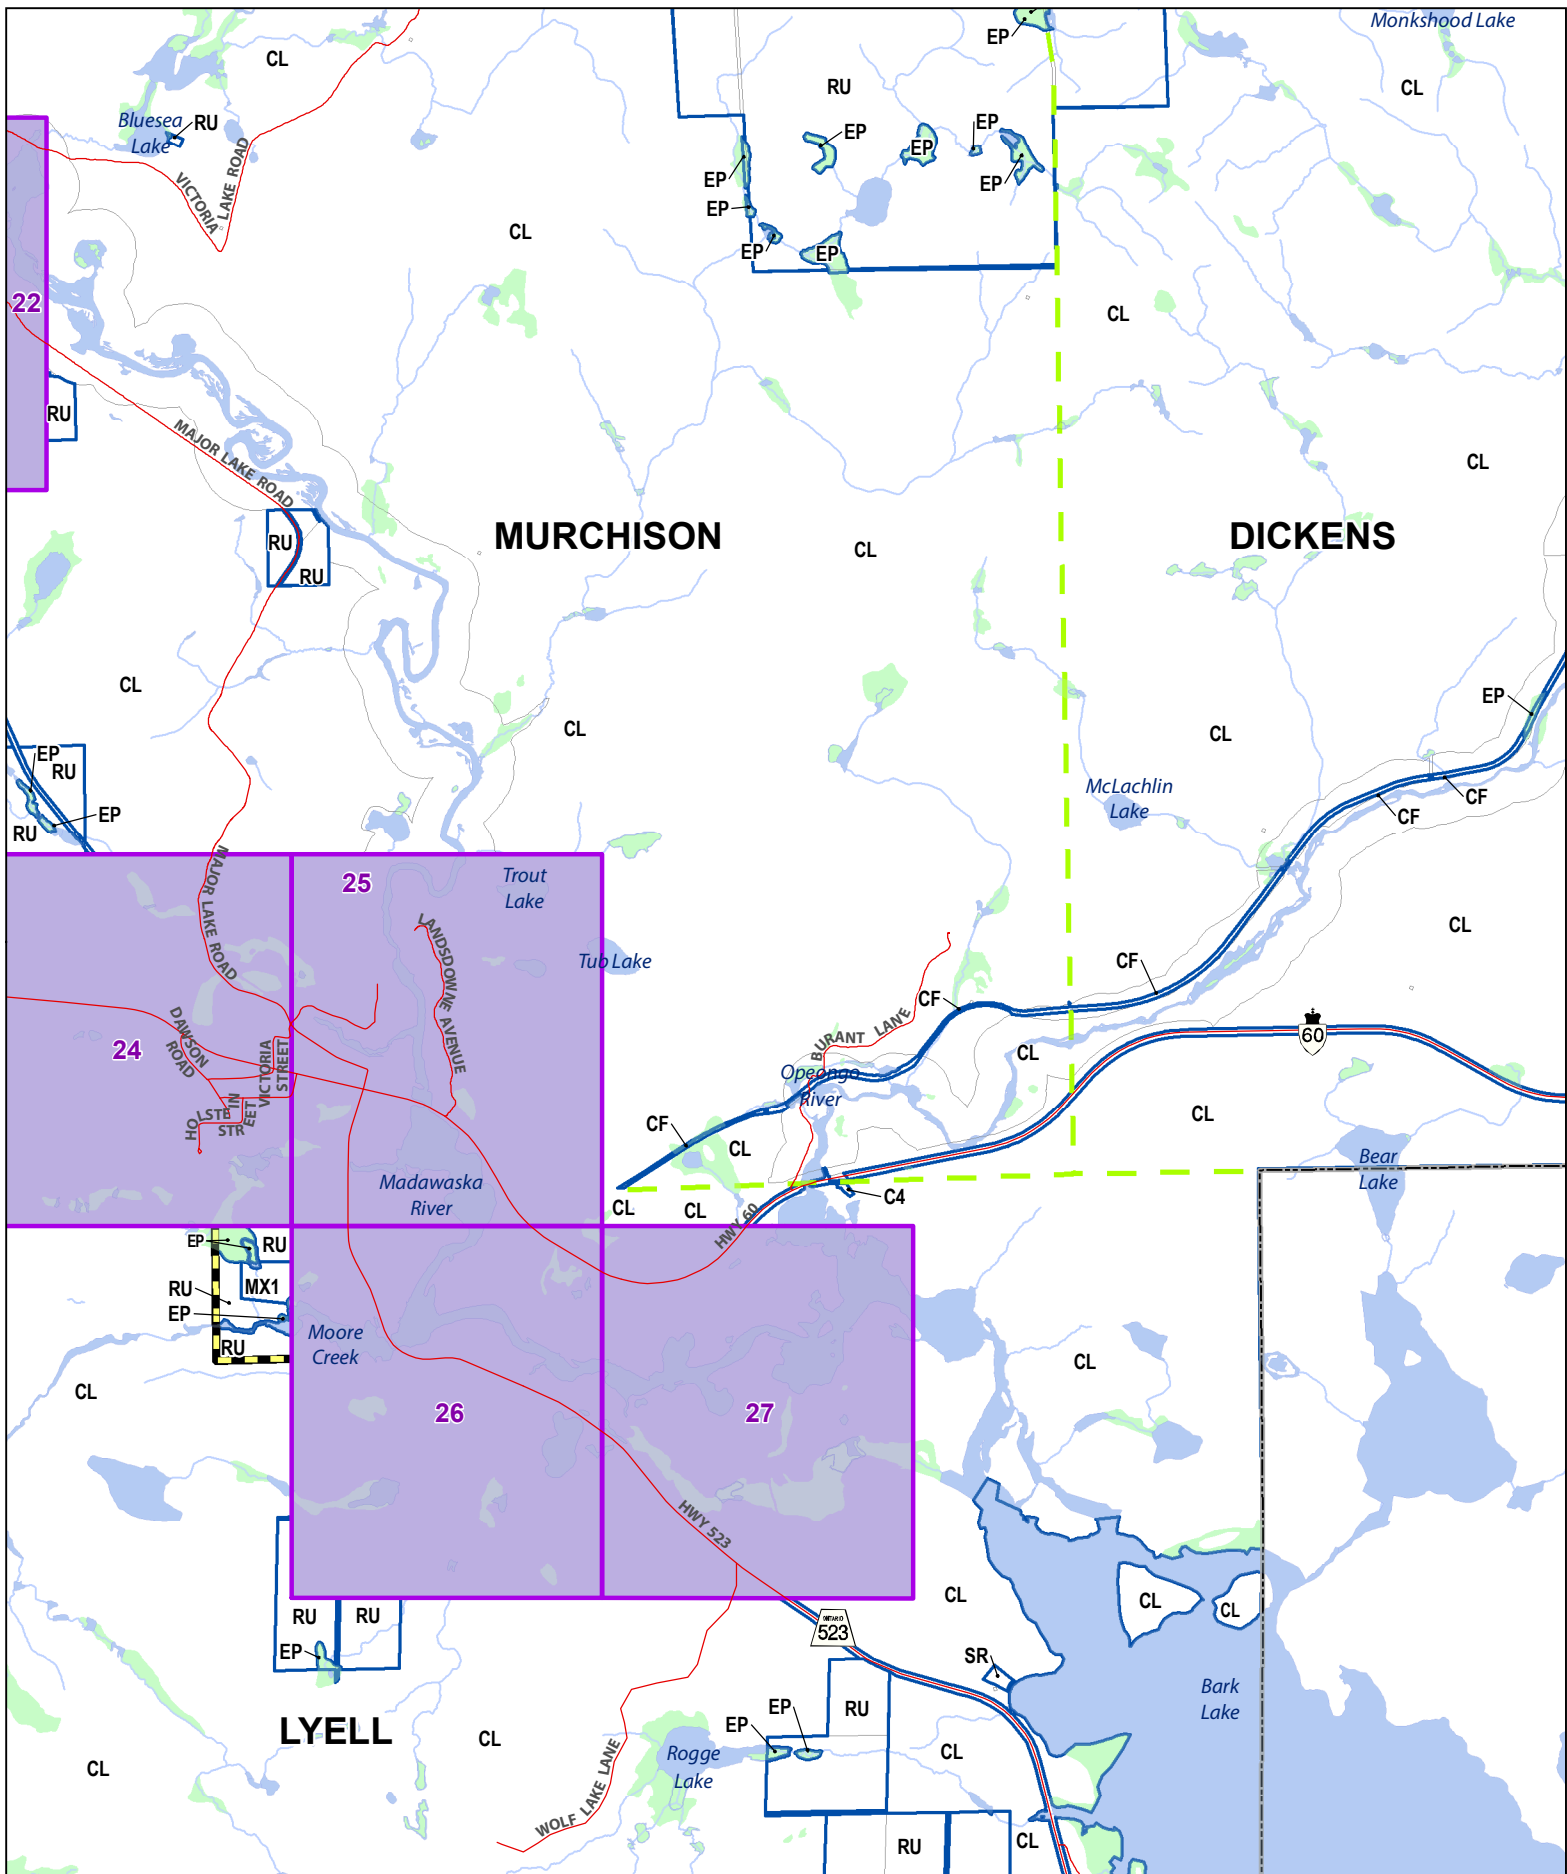 Monkshood Lake
EP
CL
RU
CL
Bluesea
Lake
RU
EP
EP
EP
EP
EP
EP
EP
EP
EP
VICTORIA
LAKE ROAD
CL
22
CL
RU
MAJOR LAKE ROAD
CL
MURCHISON
DICKENS
RU
CL
RU
CL
EP
CL
CL
EP
RU
McLachlin
Lake
CF
CF
EP
RU
MAJOR LAKE ROAD
25
Trout
Lake
LANDSDOWNE AVENUE
CL
Tub Lake
CF
CF
DAWSON
ROAD
24
VICTORIA
STREET
BURANT LANE
60
CL
Opeongo
River
HOLSTEIN
STREET
CF
CL
CL
Madawaska
River
Bear
Lake
C4
CL
CL
HWY 60
EP
RU
MX1
RU
EP
RU
Moore
Creek
CL
CL
26
27
HWY 523
CL
CL
CL
RU
RU
ONTARIO
523
EP
SR
Bark
Lake
LYELL
CL
EP
RU
EP
Rogge
Lake
CL
CL
WOLF LAKE LANE
RU
CL